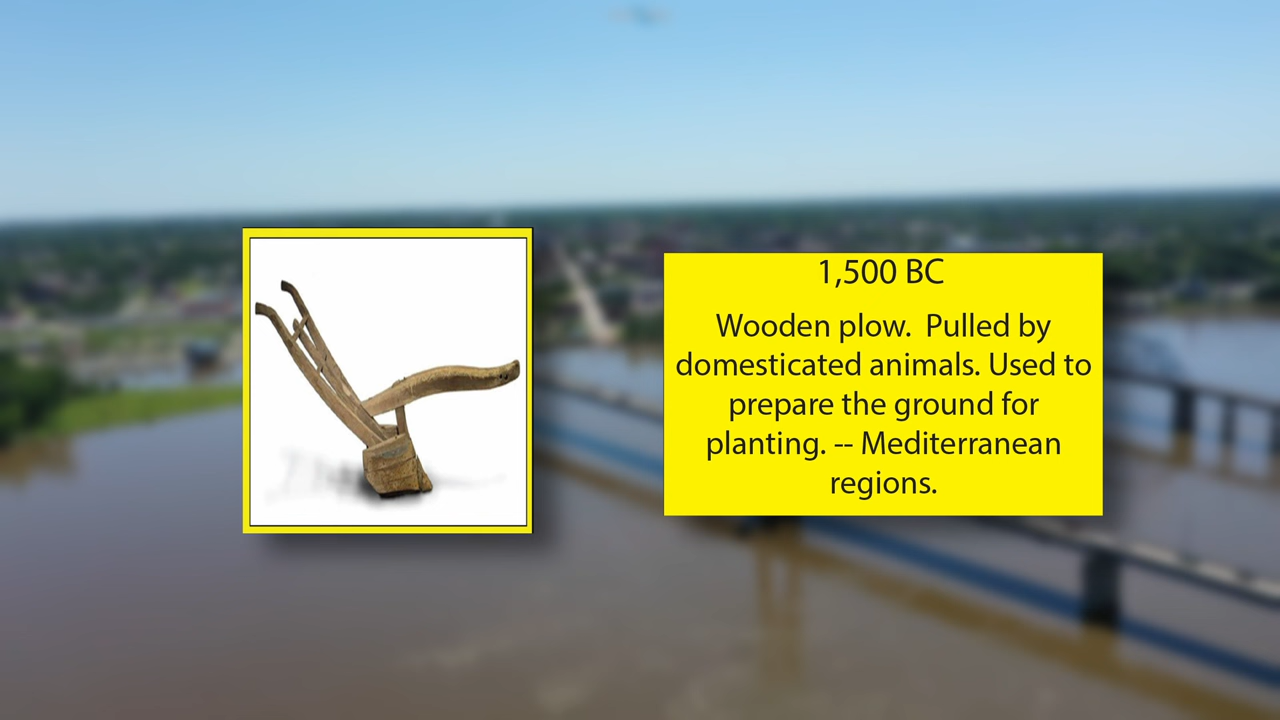 1,500 BC
Wooden plow.  Pulled by
domesticated animals. Used to
prepare the ground for
planting. -- Mediterranean
regions.